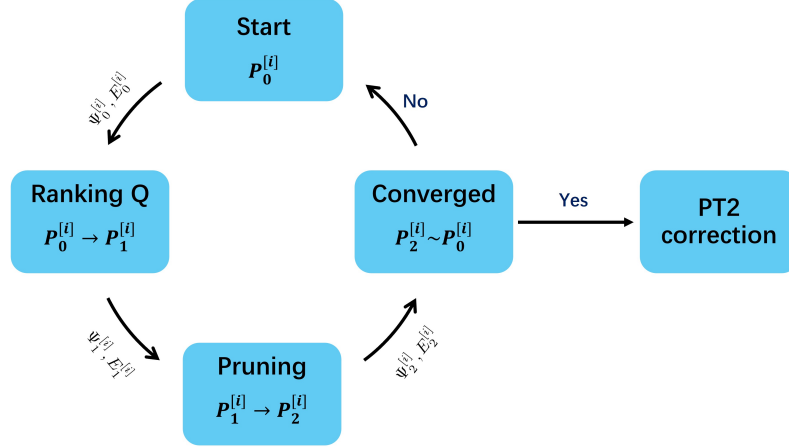 Start
P_0^{[i]}
Ψ_0^{[i]}, E_0^{[i]}
No
Ranking Q
P_0^{[i]} → P_1^{[i]}
Converged
P_2^{[i]}~P_0^{[i]}
Yes
PT2
correction
Ψ_1^{[i]}, E_1^{[i]}
Pruning
P_1^{[i]} → P_2^{[i]}
Ψ_2^{[i]}, E_2^{[i]}